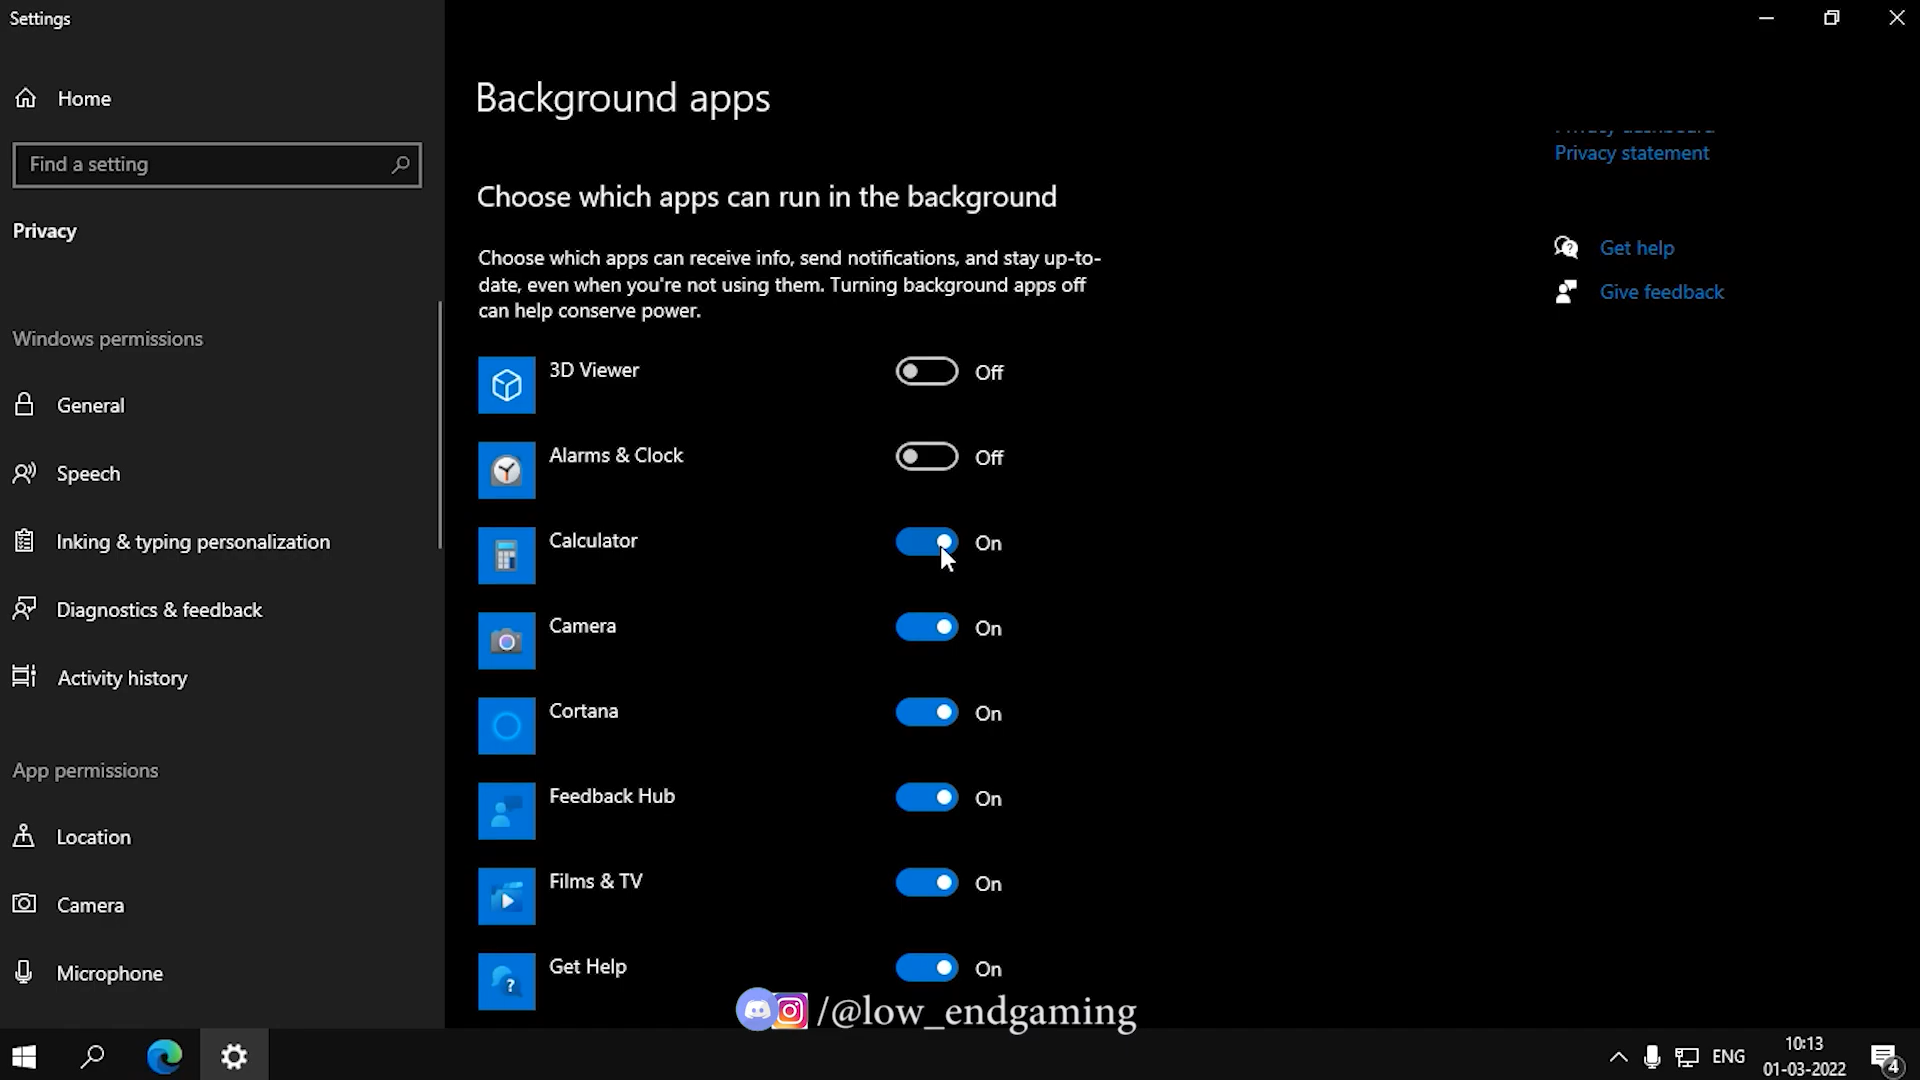 Settings
Home
Find a setting
Privacy
Windows permissions
General
Speech
Inking & typing personalization
Diagnostics & feedback
Activity history
App permissions
Location
Camera
Microphone
Background apps
Choose which apps can run in the background
Choose which apps can receive info, send notifications, and stay up-to-
date, even when you're not using them. Turning background apps off
can help conserve power.
3D Viewer Off
Alarms & Clock Off
Calculator On
Camera On
Cortana On
Feedback Hub On
Films & TV On
Get Help On
Privacy statement
Get help
Give feedback
/@low_endgaming
ENG
10:13
01-03-2022
4